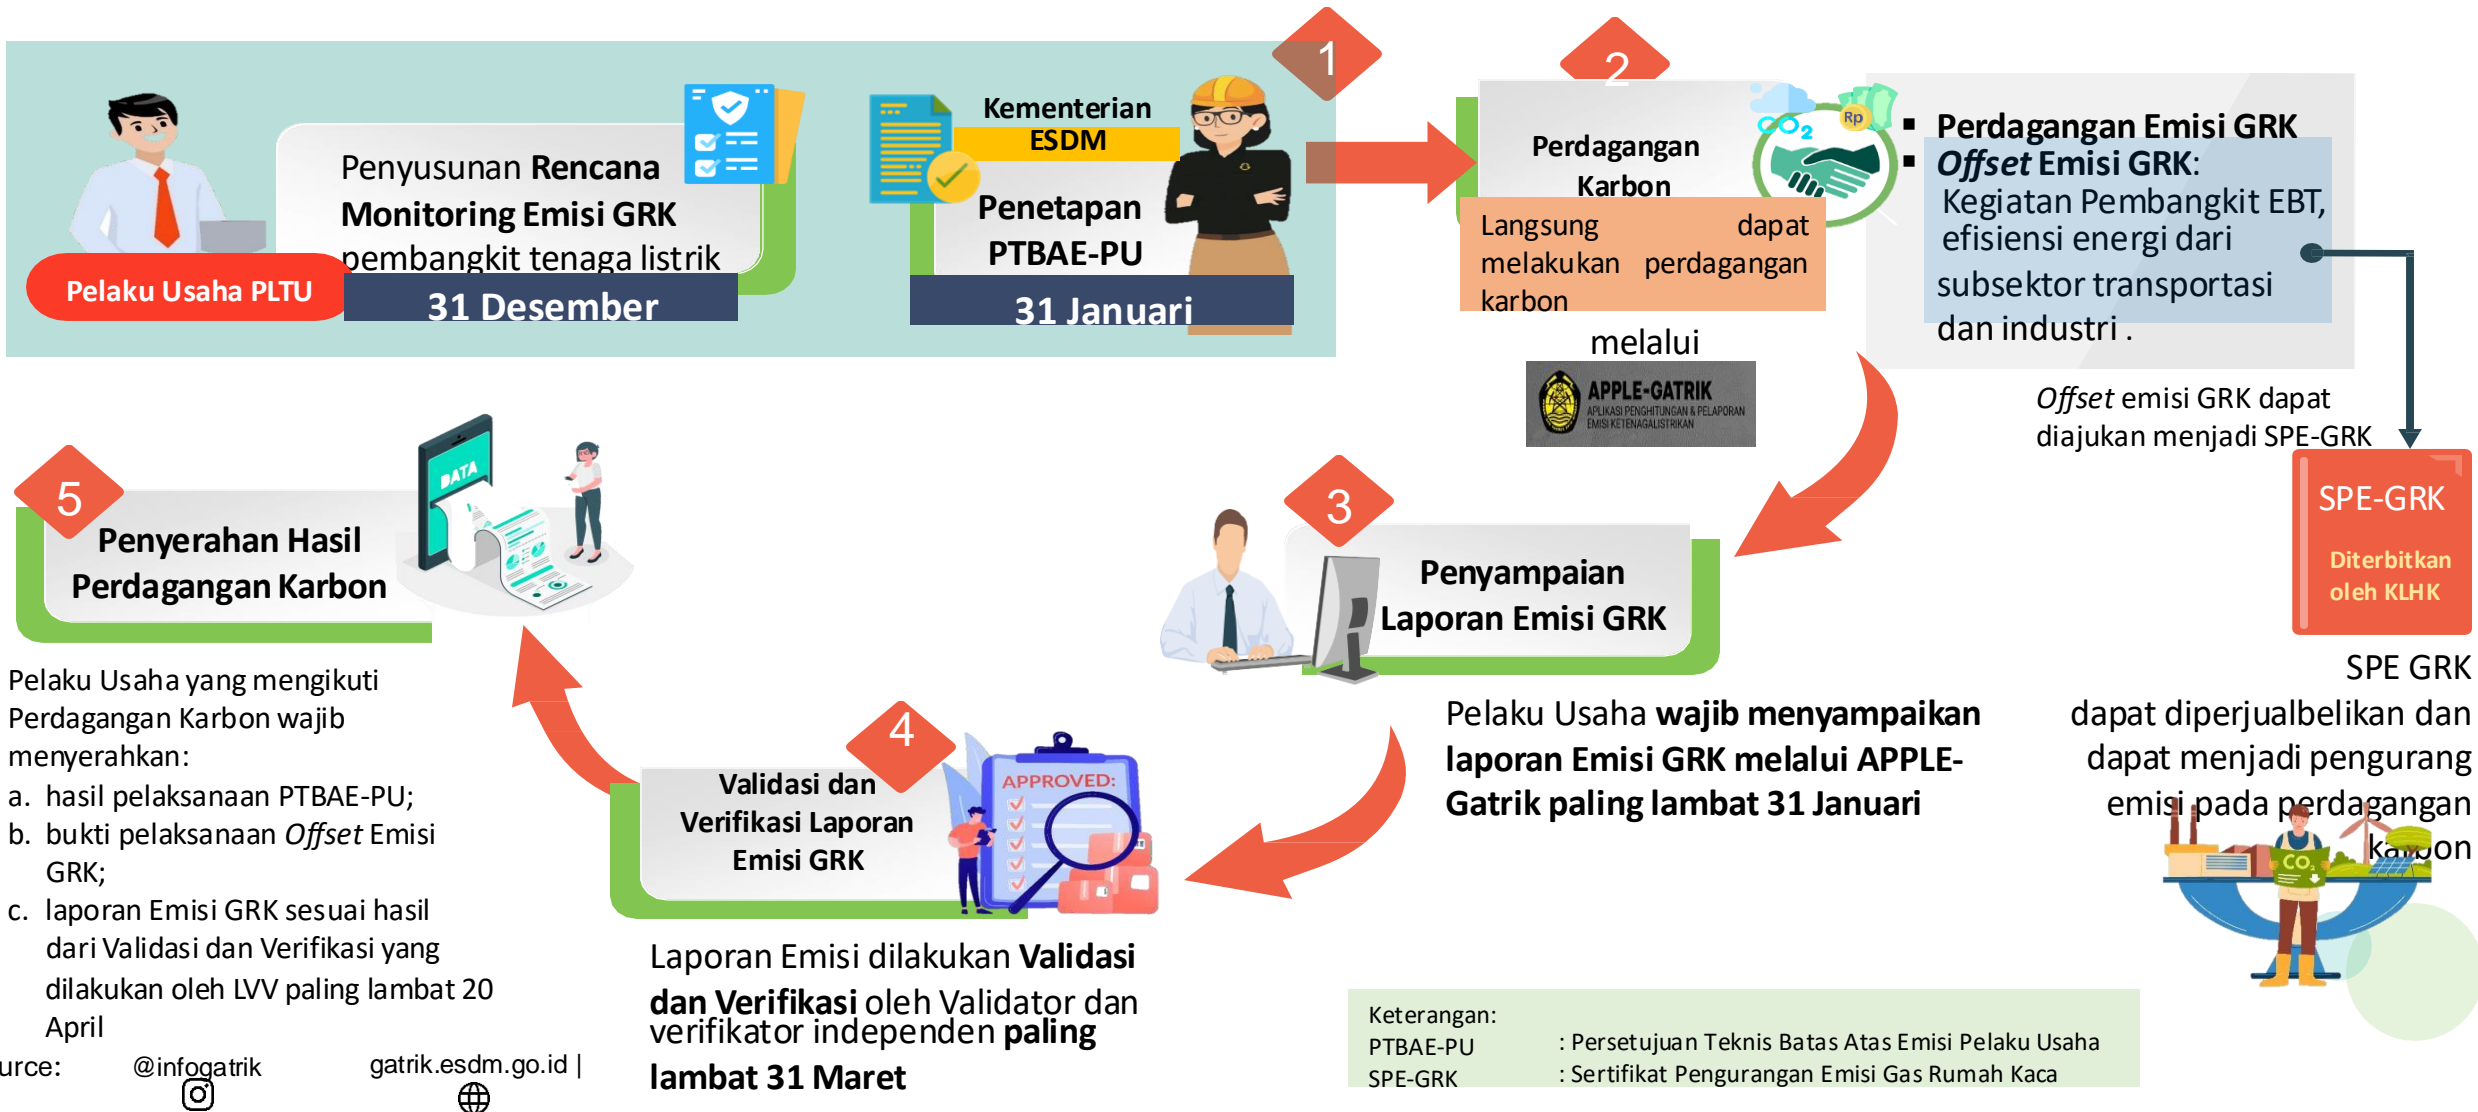 1
Pelaku Usaha PLTU
Penyusunan Rencana
Monitoring Emisi GRK
pembangkit tenaga listrik
31 Desember
Kementerian
ESDM
Penetapan
PTBAE-PU
31 Januari
2
Perdagangan
Karbon
Langsung dapat
melakukan perdagangan
karbon
melalui
APPLE-GATRIK
APLIKASI PENGHITUNGAN & PELAPORAN
EMISI KETENAGALISTRIKAN
CO2
Rp
▪ Perdagangan Emisi GRK
▪ Offset Emisi GRK:
Kegiatan Pembangkit EBT,
efisiensi energi dari
subsektor transportasi
dan industri .
Offset emisi GRK dapat
diajukan menjadi SPE-GRK
SPE-GRK
Diterbitkan
oleh KLHK
SPE GRK
dapat diperjualbelikan dan
dapat menjadi pengurang
emisi pada perdagangan
karbon
CO2
3
Penyampaian
Laporan Emisi GRK
Pelaku Usaha wajib menyampaikan
laporan Emisi GRK melalui APPLE-
Gatrik paling lambat 31 Januari
4
Validasi dan
Verifikasi Laporan
Emisi GRK
APPROVED:
Laporan Emisi dilakukan Validasi
dan Verifikasi oleh Validator dan
verifikator independen paling
lambat 31 Maret
5
Penyerahan Hasil
Perdagangan Karbon
DATA
Pelaku Usaha yang mengikuti
Perdagangan Karbon wajib
menyerahkan:
a. hasil pelaksanaan PTBAE-PU;
b. bukti pelaksanaan Offset Emisi
GRK;
c. laporan Emisi GRK sesuai hasil
dari Validasi dan Verifikasi yang
dilakukan oleh LVV paling lambat 20
April
urce: @infogatrik gatrik.esdm.go.id |
Keterangan:
PTBAE-PU : Persetujuan Teknis Batas Atas Emisi Pelaku Usaha
SPE-GRK : Sertifikat Pengurangan Emisi Gas Rumah Kaca